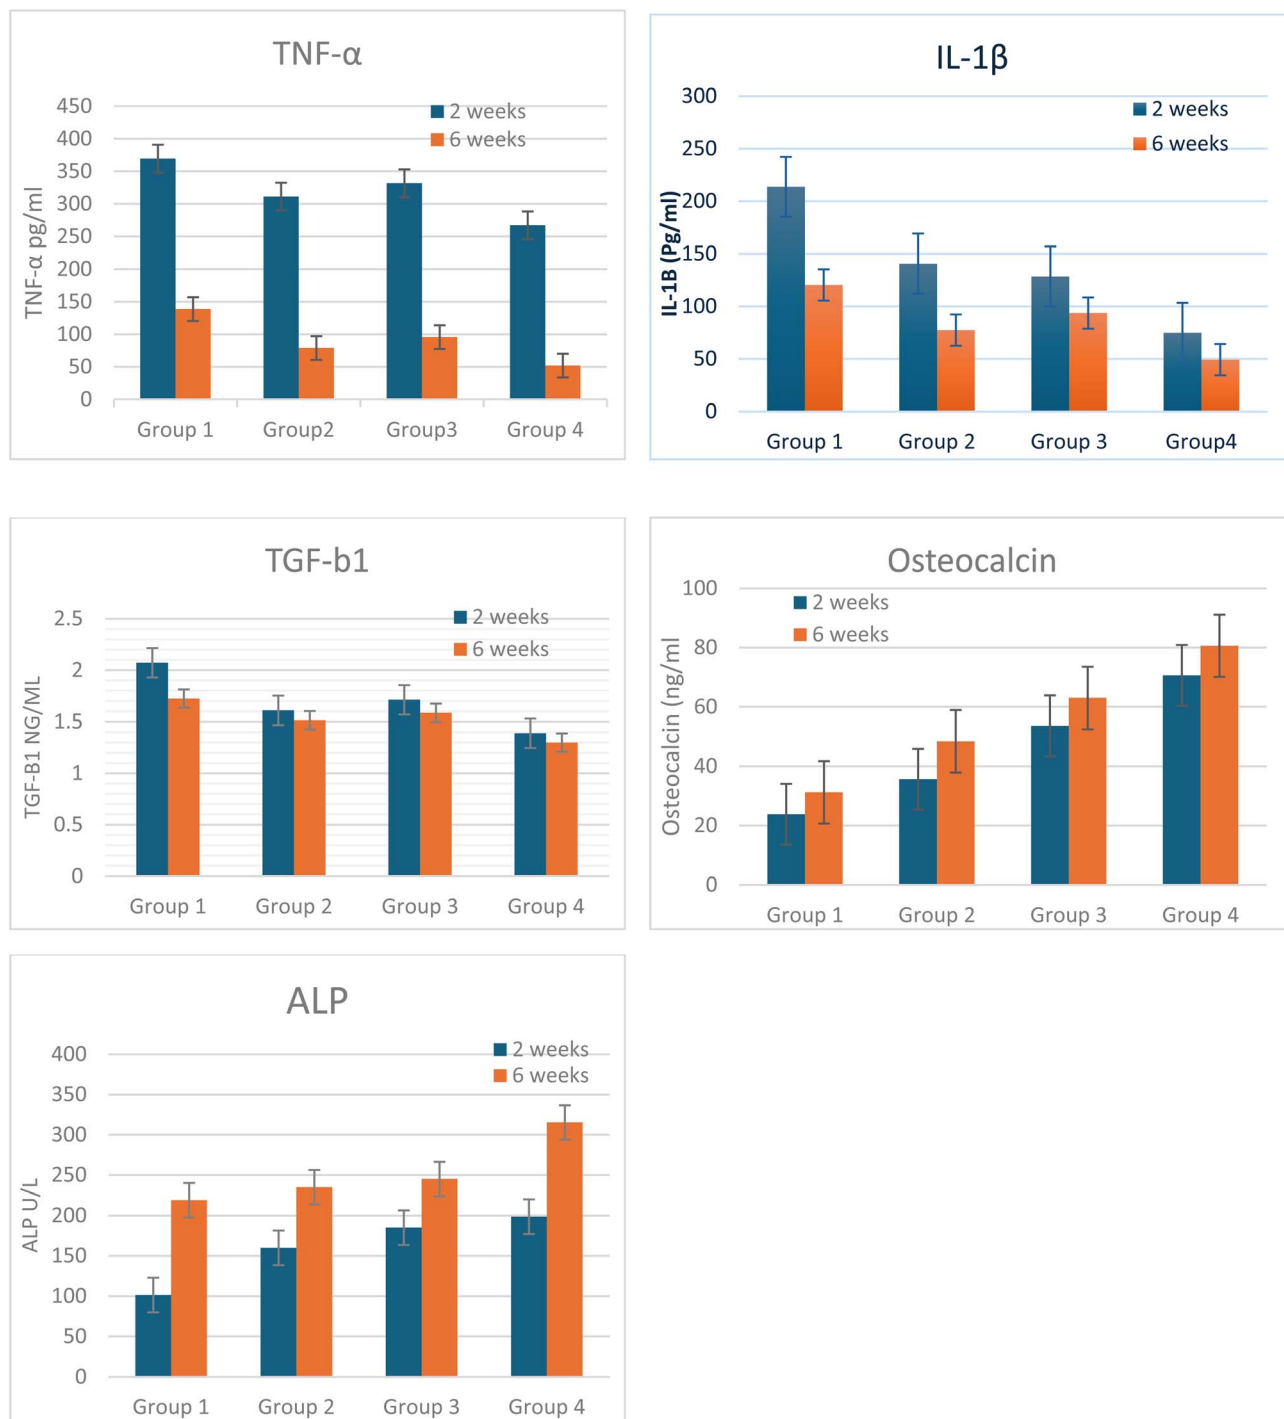 TNF-α
2 weeks
6 weeks
450
400
350
300
250
200
150
100
50
0
TNF-α pg/ml
Group 1
Group2
Group3
Group 4
IL-1β
2 weeks
6 weeks
300
250
200
150
100
50
0
IL-1B (Pg/ml)
Group 1
Group 2
Group 3
Group4
TGF-b1
2 weeks
6 weeks
2.5
2
1.5
1
0.5
0
TGF-B1 NG/ML
Group 1
Group 2
Group 3
Group 4
Osteocalcin
2 weeks
6 weeks
100
80
60
40
20
0
Osteocalcin (ng/ml
Group 1
Group 2
Group 3
Group 4
ALP
2 weeks
6 weeks
400
350
300
250
200
150
100
50
0
ALP U/L
Group 1
Group 2
Group 3
Group 4